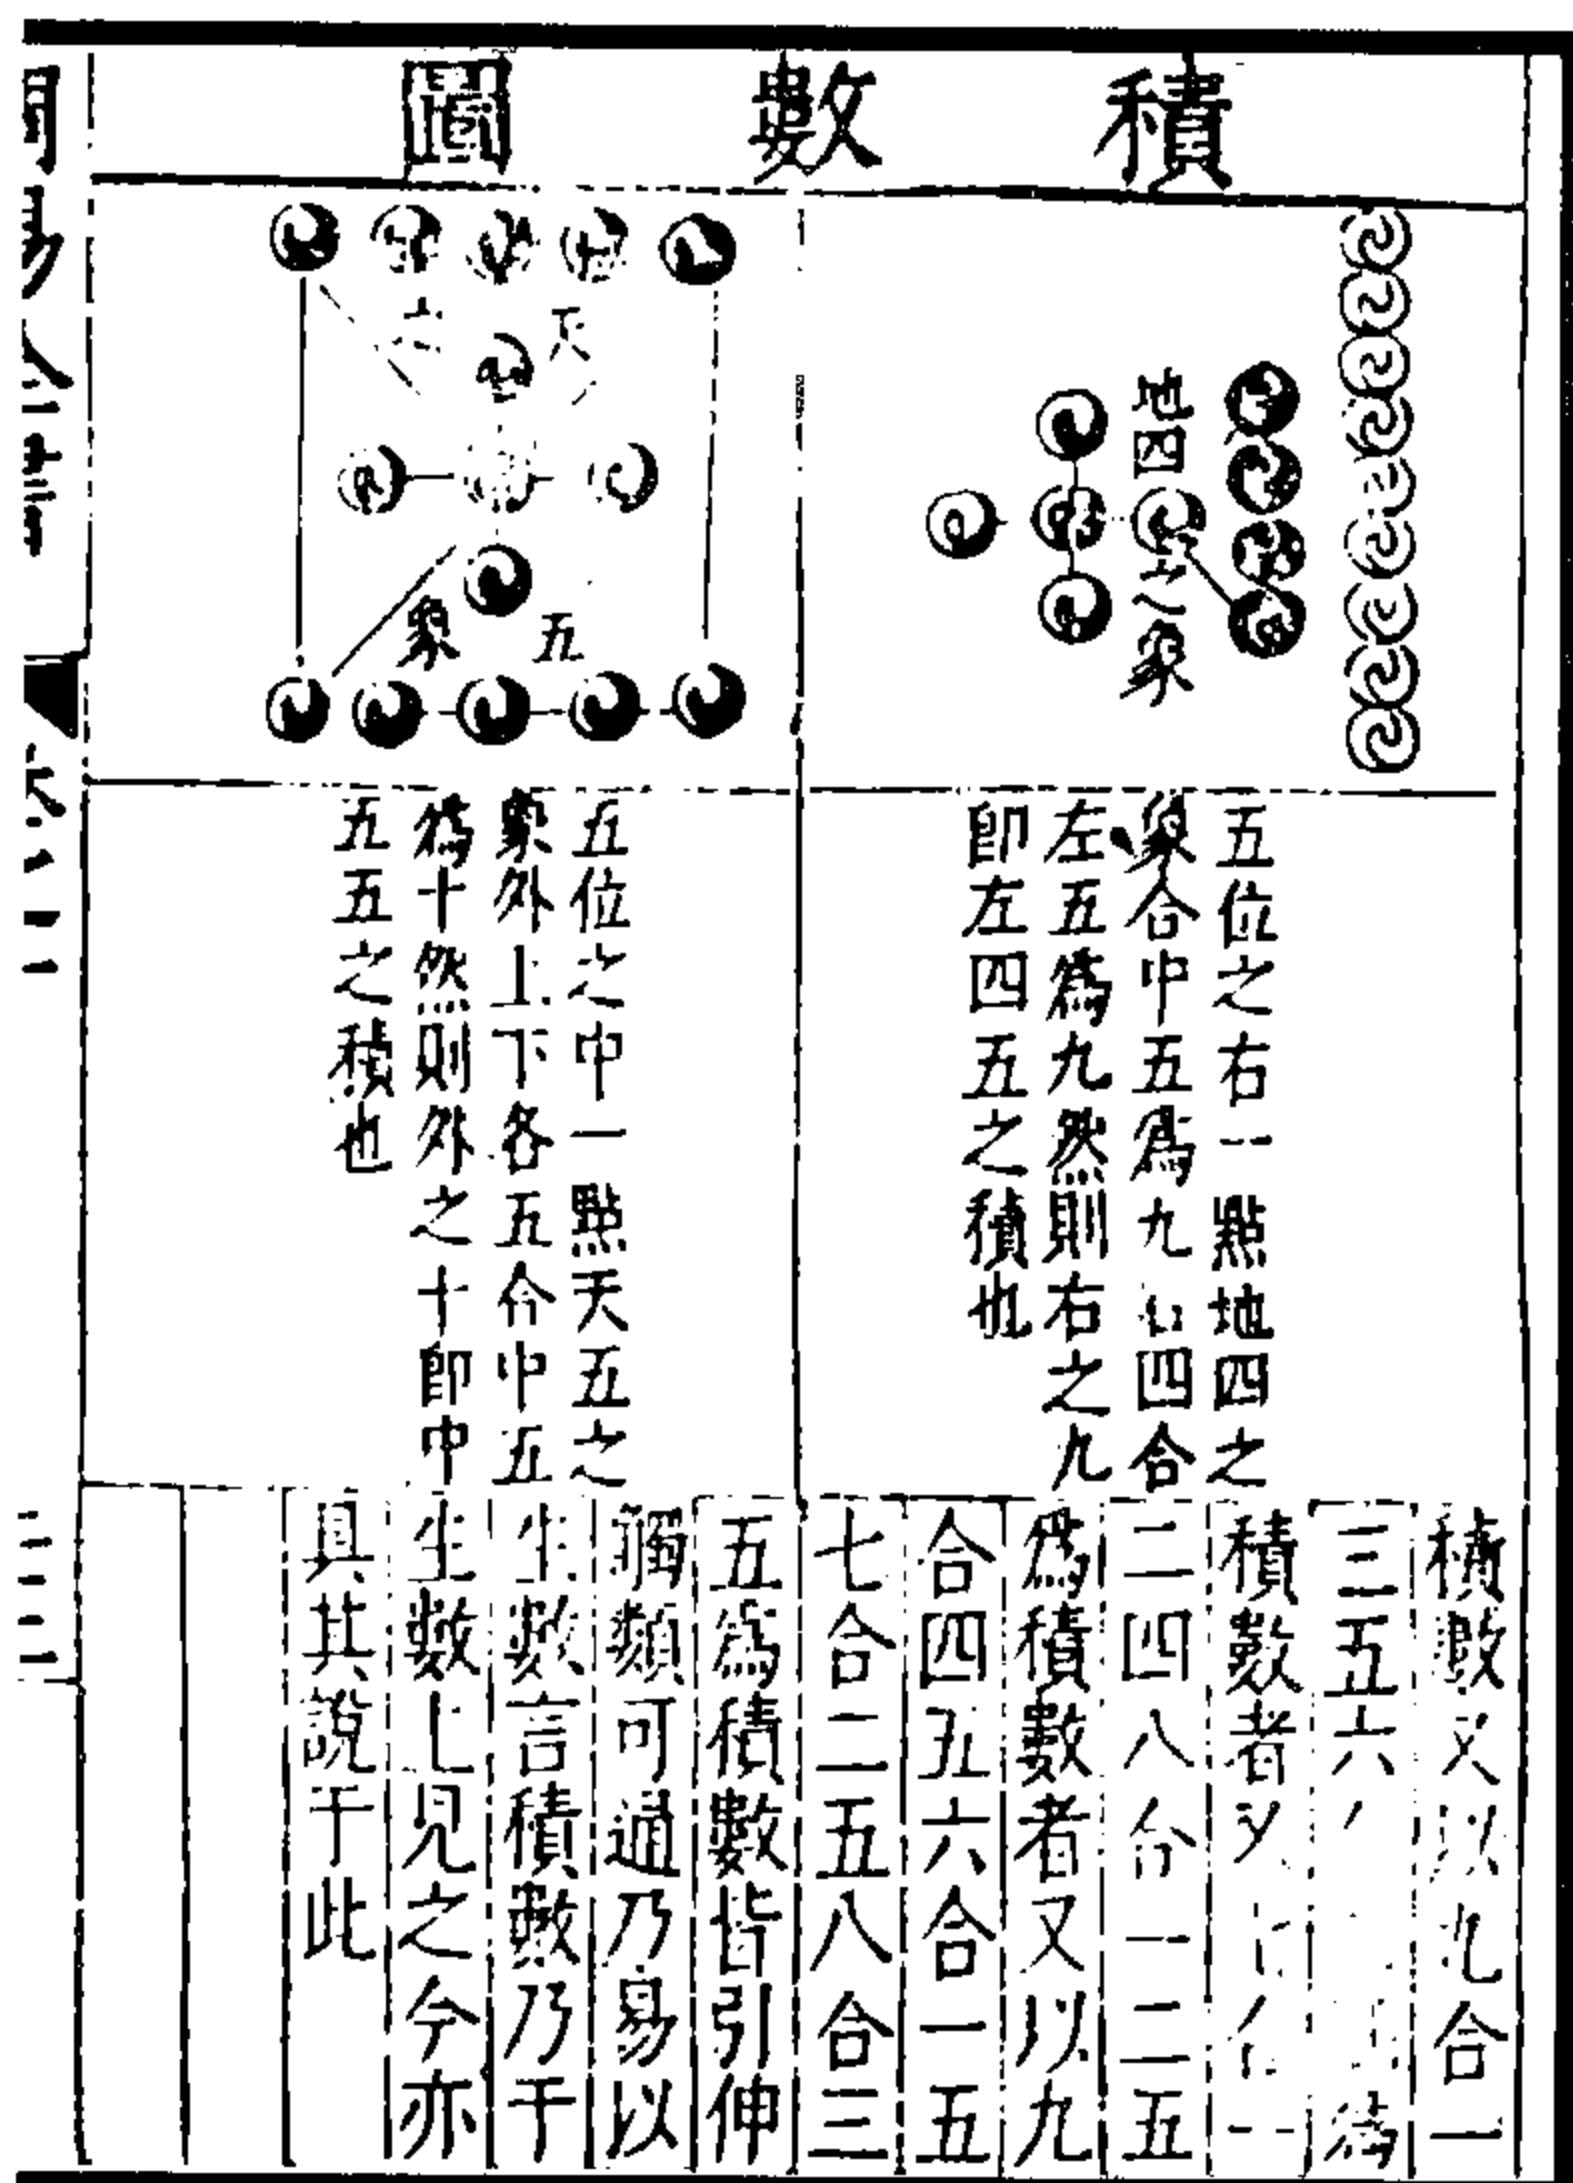 積數圖
地四之象
五位之右一點地四之
象合中五爲九右四合
左五爲九然則右之九
即左四五之積也
天
五
象
五位之中一點天五之
象外上下各五合中五
爲十然則外之十即中
五五之積也
積數又以九合一
三五六
積數者
二四八合一二五
爲積數者又以九
合四五六合一五
七合二五八合三
五爲積數皆引伸
觸類可通乃易以
生數言積數乃于
生數上見之今亦
具其說于此